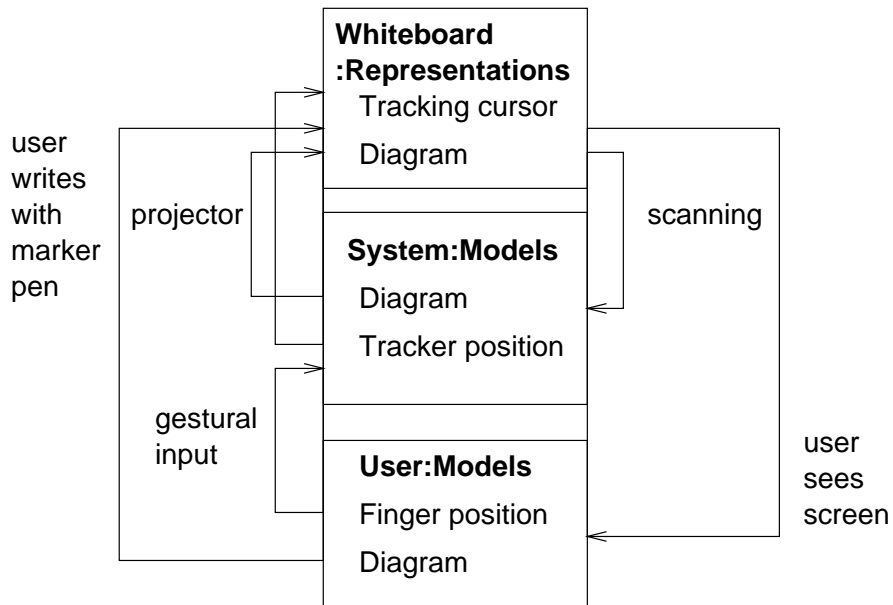 Whiteboard
:Representations
Tracking cursor
Diagram
user
writes
with
marker
pen
projector
scanning
System:Models
Diagram
Tracker position
gestural
input
User:Models
Finger position
Diagram
user
sees
screen